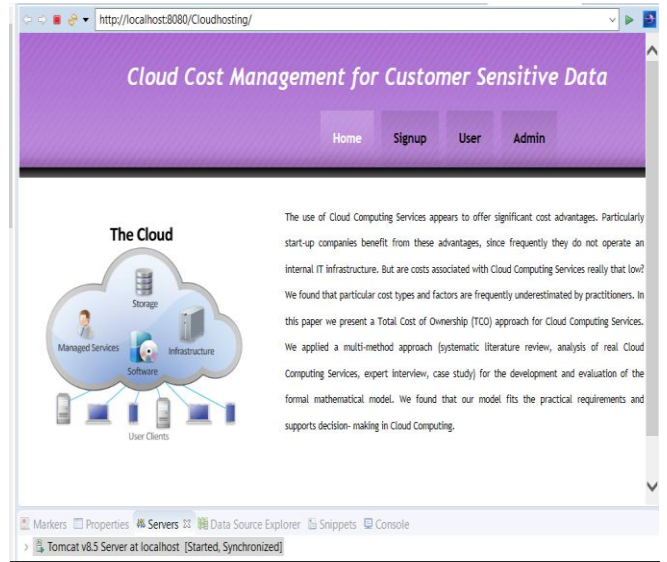 http://localhost:8080/Cloudhosting/
Cloud Cost Management for Customer Sensitive Data
Home Signup User Admin
The Cloud
Storage
Managed Services
Infrastructure
Software
User Clients
The use of Cloud Computing Services appears to offer significant cost advantages. Particularly
start-up companies benefit from these advantages, since frequently they do not operate an
internal IT infrastructure. But are costs associated with Cloud Computing Services really that low?
We found that particular cost types and factors are frequently underestimated by practitioners. In
this paper we present a Total Cost of Ownership (TCO) approach for Cloud Computing Services.
We applied a multi-method approach (systematic literature review, analysis of real Cloud
Computing Services, expert interview, case study) for the development and evaluation of the
formal mathematical model. We found that our model fits the practical requirements and
supports decision- making in Cloud Computing.
Markers Properties Servers Data Source Explorer Snippets Console
Tomcat v8.5 Server at localhost [Started, Synchronized]